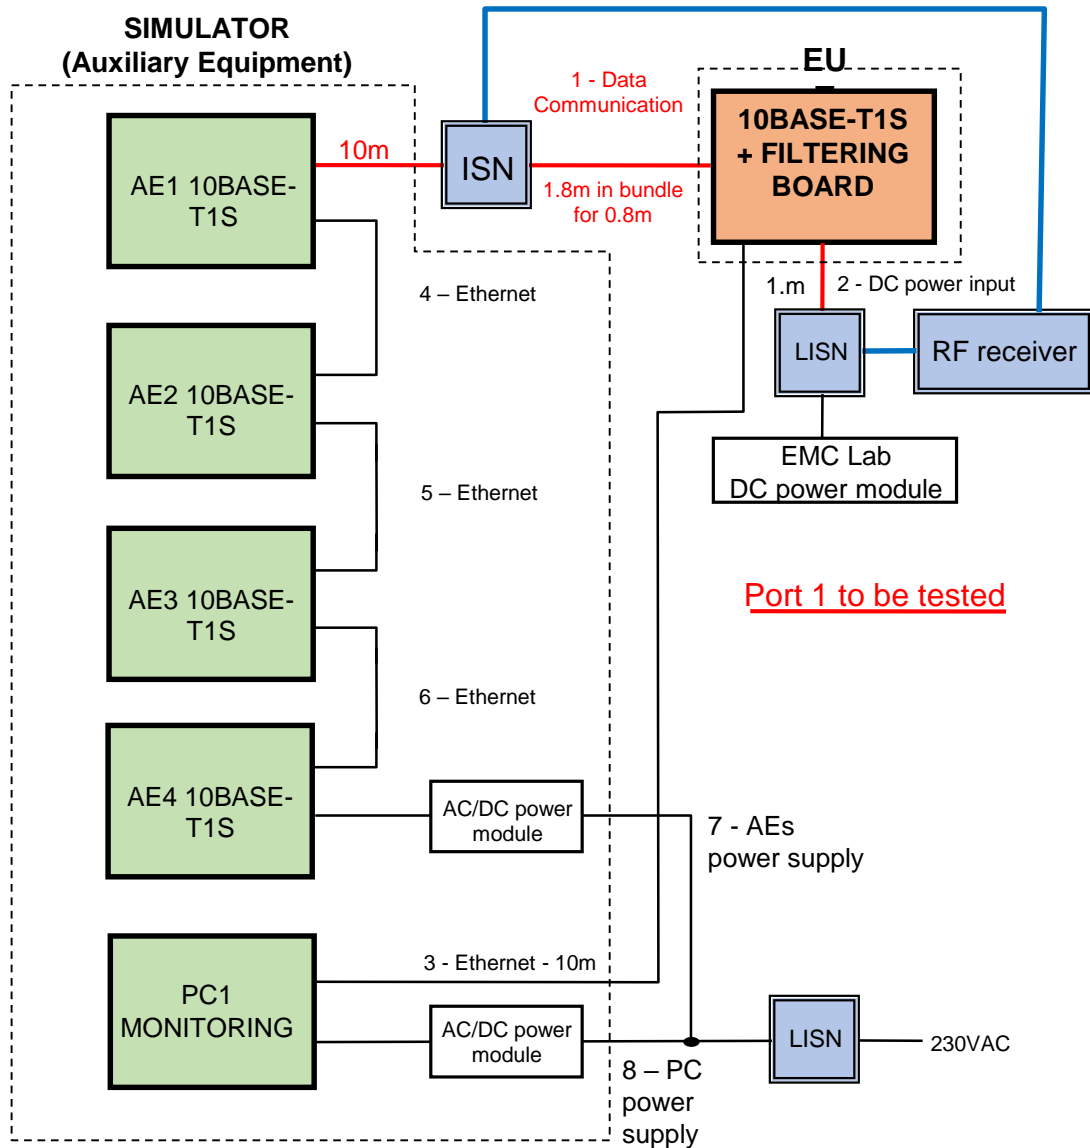 SIMULATOR
(Auxiliary Equipment)
EU
1 - Data
Communication
10BASE-T1S
+ FILTERING
BOARD
10m
ISN
AE1 10BASE-
T1S
1.8m in bundle
for 0.8m
4 – Ethernet
1.m
2 - DC power input
LISN
RF receiver
AE2 10BASE-
T1S
EMC Lab
DC power module
5 – Ethernet
AE3 10BASE-
T1S
Port 1 to be tested
6 – Ethernet
AE4 10BASE-
T1S
AC/DC power
module
7 - AEs
power supply
3 - Ethernet - 10m
PC1
MONITORING
AC/DC power
module
LISN
230VAC
8 – PC
power
supply